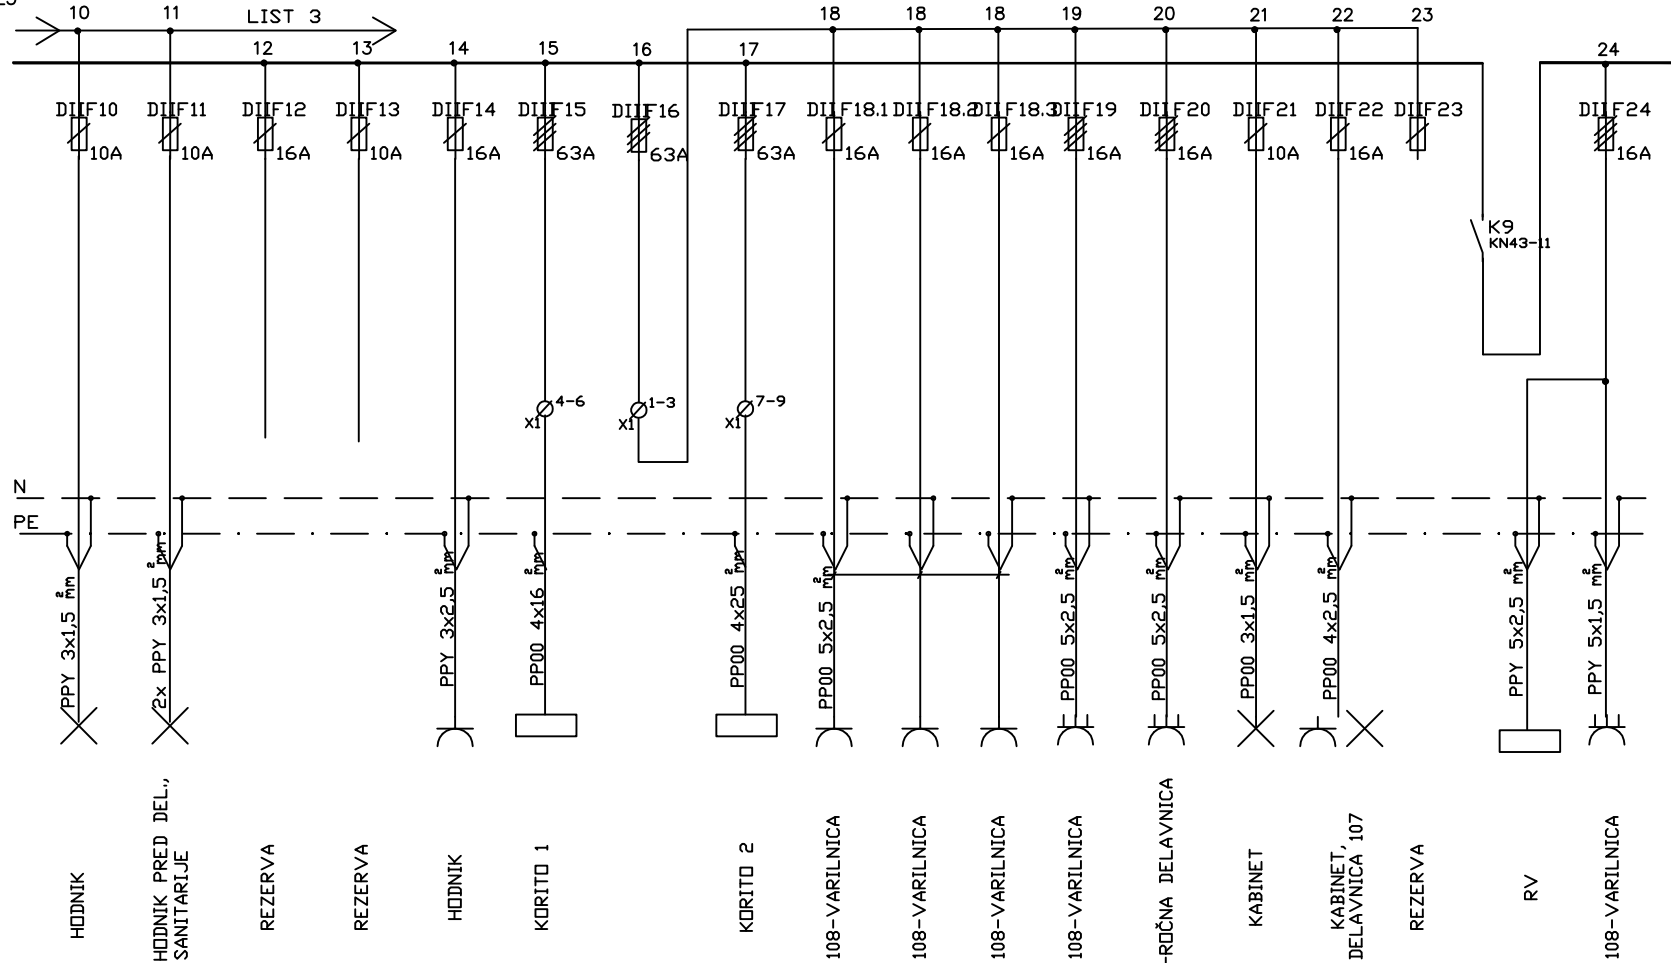 10
11
LIST 3
18
18
18
19
20
21
22
23
12
13
14
15
16
17
24
DIIF10
DIIF11
DIIF12
DIIF13
DIIF14
DIIF15
DIIF16
DIIF17
DIIF18.1
DIIF18.2
DIIF18.3
DIIF19
DIIF20
DIIF21
DIIF22
DIIF23
DIIF24
10A
10A
16A
10A
16A
63A
63A
63A
16A
16A
16A
16A
16A
10A
16A
16A
K9
KN43-11
4-6
X1
1-3
X1
7-9
X1
N
PE
PPY 3x1,5 mm²
2x PPY 3x1,5 mm²
PPY 3x2,5 mm²
PP00 4x16 mm²
PP00 4x25 mm²
PP00 5x2,5 mm²
PP00 5x2,5 mm²
PP00 5x2,5 mm²
PP00 3x1,5 mm²
PP00 4x2,5 mm²
PPY 5x2,5 mm²
PPY 5x1,5 mm²
HODNIK
HODNIK PRED DEL.,
SANITARIJE
REZERVA
REZERVA
HODNIK
KORITO 1
KORITO 2
108-VARILNICA
108-VARILNICA
108-VARILNICA
108-VARILNICA
-ROČNA DELAVNICA
KABINET
KABINET,
DELAVNICA 107
REZERVA
RV
108-VARILNICA